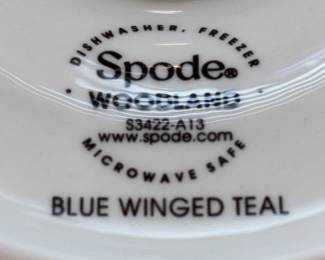 DISHWASHER, FREEZER
Spode®
WOODLAND
S3422-A13
www.spode.com
MICROWAVE SAFE
BLUE WINGED TEAL